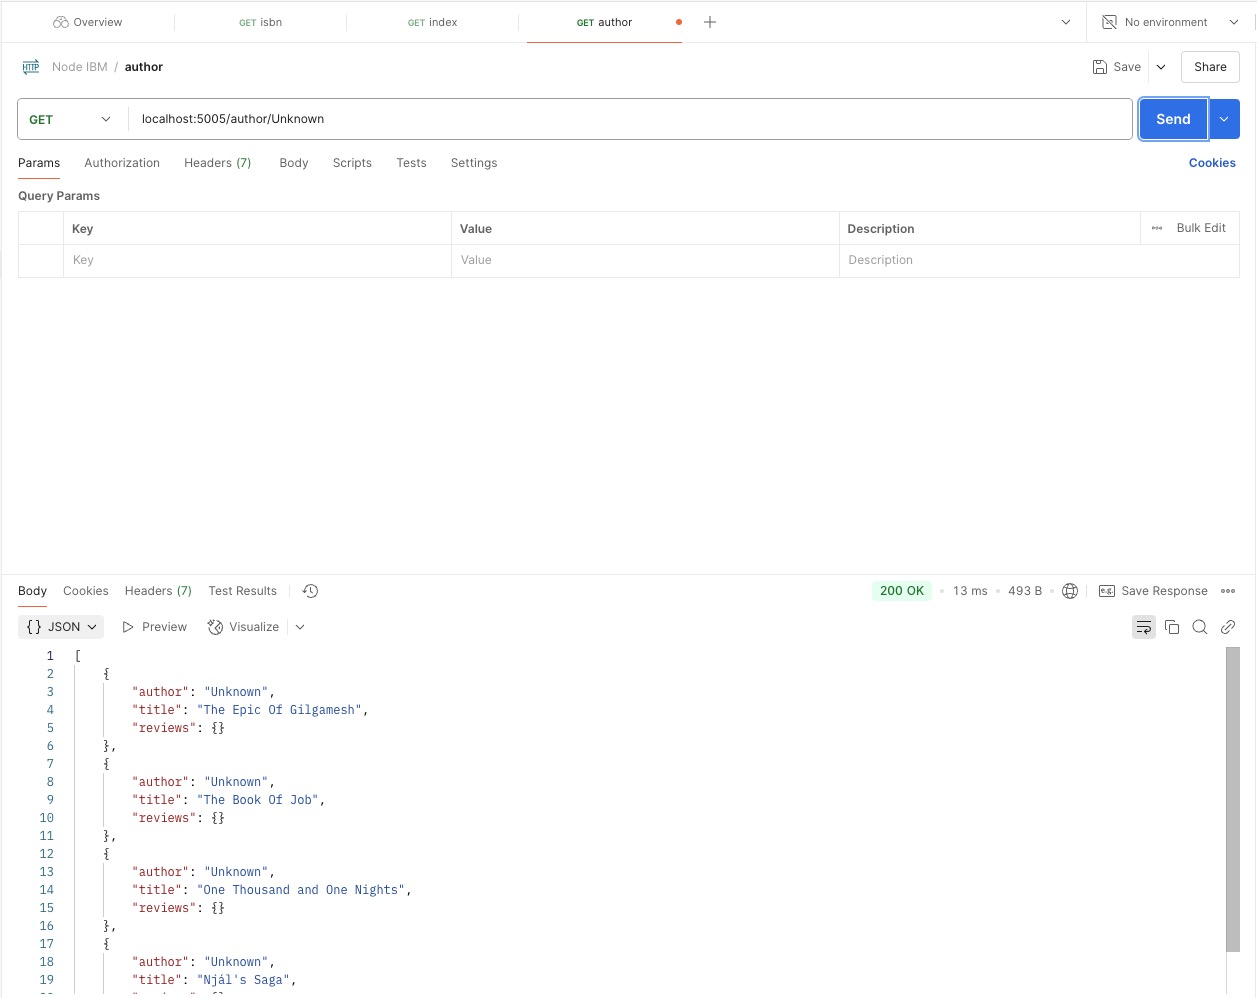 Overview GET isbn GET index GET author No environment
HTTP Node IBM / author Save Share
GET localhost:5005/author/Unknown Send
Params Authorization Headers (7) Body Scripts Tests Settings Cookies
Query Params
Key Value Description Bulk Edit
Key Value Description
Body Cookies Headers (7) Test Results 200 OK 13 ms 493 B e.g. Save Response
{} JSON Preview Visualize
1 [
2 {
3 "author": "Unknown",
4 "title": "The Epic Of Gilgamesh",
5 "reviews": {}
6 },
7 {
8 "author": "Unknown",
9 "title": "The Book Of Job",
10 "reviews": {}
11 },
12 {
13 "author": "Unknown",
14 "title": "One Thousand and One Nights",
15 "reviews": {}
16 },
17 {
18 "author": "Unknown",
19 "title": "Njál's Saga",